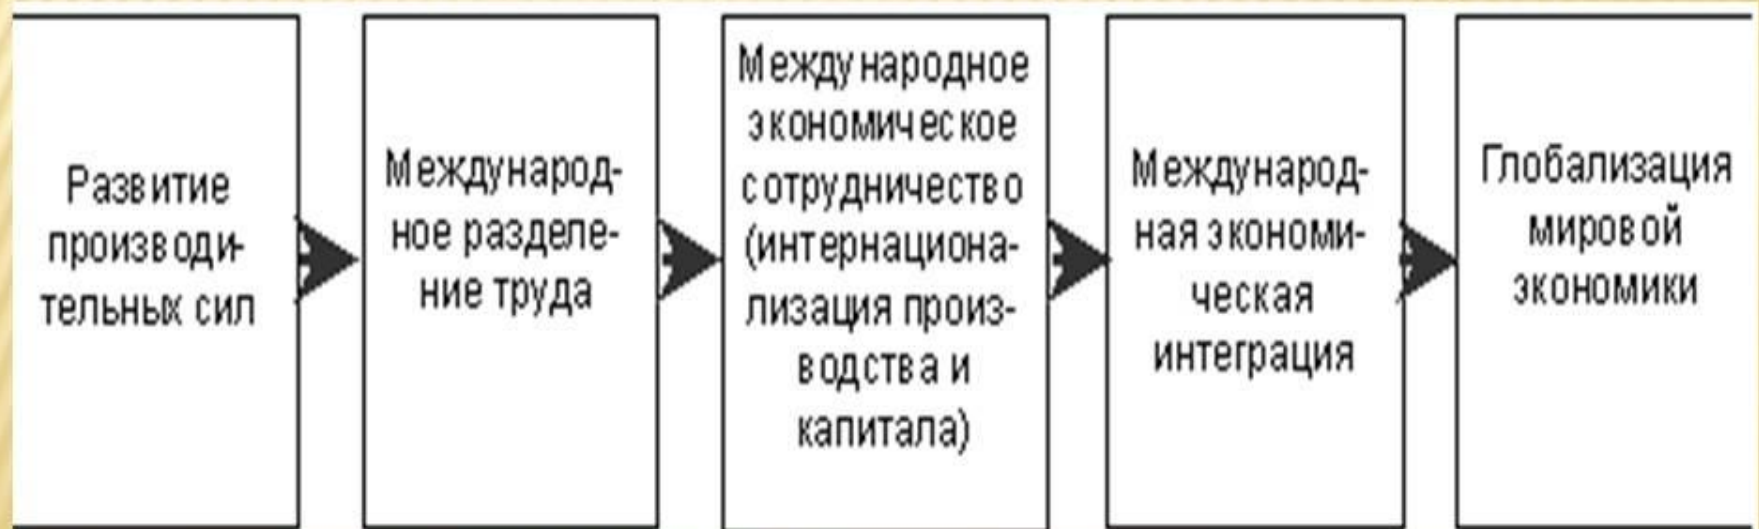 Развитие
производи-
тельных сил
Международ-
ное разделе-
ние труда
Международное
экономическое
сотрудничество
(интернациона-
лизация произ-
водства и
капитала)
Международ-
ная экономи-
ческая
интеграция
Глобализация
мировой
экономики